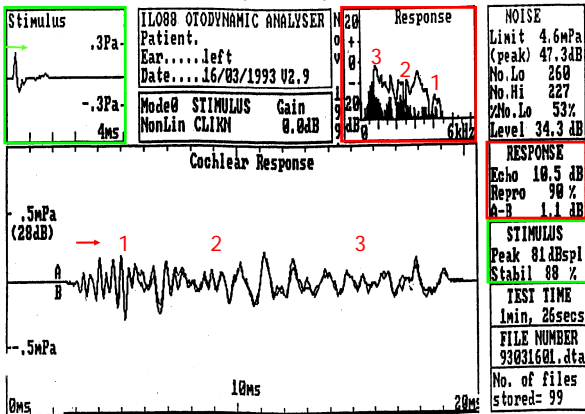 Stimulus
.3Pa
-.3Pa
4ms
ILO88 OTODYNAMIC ANALYSER
Patient.
Ear......left
Date....16/03/1993 V2.9
Mode0 STIMULUS Gain
NonLin CLIKN 0.0dB
Response
20
+
0
-
20
3
2
1
0 6kHz
NOISE
Limit 4.6mPa
(peak) 47.3dB
No.Lo 260
No.Hi 227
%No.Lo 53%
Level 34.3 dB
RESPONSE
Echo 10.5 dB
Repro 90 %
A-B 1.1 dB
STIMULUS
Peak 81dBspl
Stabil 88 %
TEST TIME
1min, 26secs
FILE NUMBER
93031601.dta
No. of files
stored= 99
Cochlear Response
.5mPa
(28dB)
1 2 3
A
B
-.5mPa
0ms 10ms 20ms